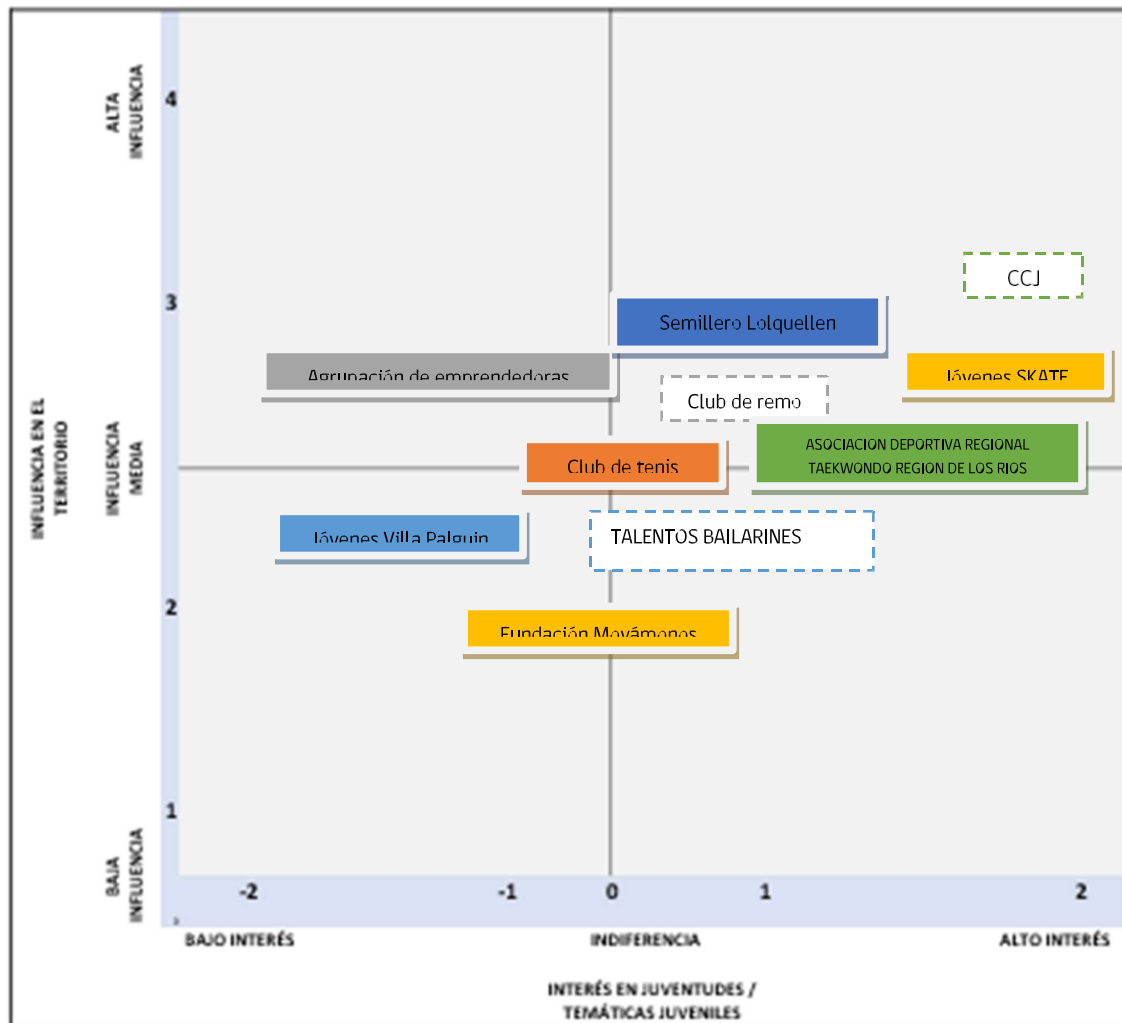 ALTA
INFLUENCIA
4
CCJ
3
Semillero Lolquellen
Agrupación de emprendedoras
Jóvenes SKATE
Club de remo
INFLUENCIA EN EL
TERRITORIO
INFLUENCIA
MEDIA
ASOCIACION DEPORTIVA REGIONAL
TAEKWONDO REGION DE LOS RIOS
Club de tenis
Jóvenes Villa Palguin
TALENTOS BAILARINES
2
Fundación Movámonos
1
BAJA
INFLUENCIA
-2
-1
0
1
2
BAJO INTERÉS
INDIFERENCIA
ALTO INTERÉS
INTERÉS EN JUVENTUDES /
TEMÁTICAS JUVENILES